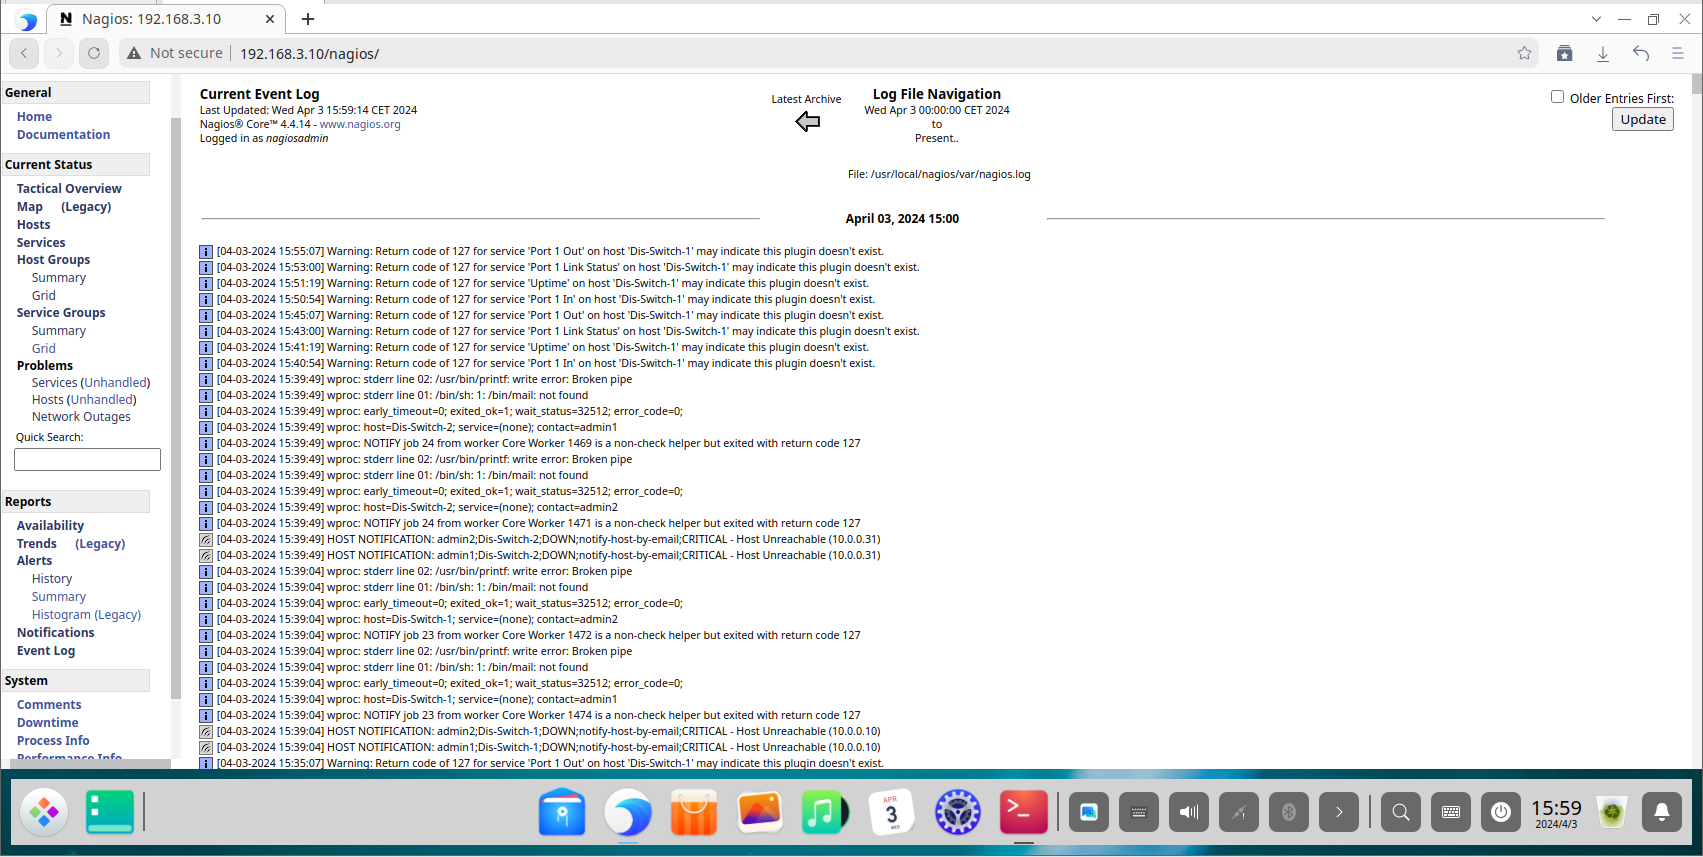 Nagios: 192.168.3.10
Not secure
192.168.3.10/nagios/
General
Home
Documentation
Current Status
Tactical Overview
Map (Legacy)
Hosts
Services
Host Groups
Summary
Grid
Service Groups
Summary
Grid
Problems
Services (Unhandled)
Hosts (Unhandled)
Network Outages
Quick Search:
Reports
Availability
Trends (Legacy)
Alerts
History
Summary
Histogram (Legacy)
Notifications
Event Log
System
Comments
Downtime
Process Info
Performance Info
Current Event Log
Last Updated: Wed Apr 3 15:59:14 CET 2024
Nagios® Core™ 4.4.14 - www.nagios.org
Logged in as nagiosadmin
Latest Archive
Log File Navigation
Wed Apr 3 00:00:00 CET 2024
to
Present..
File: /usr/local/nagios/var/nagios.log
Older Entries First:
Update
April 03, 2024 15:00
[04-03-2024 15:55:07] Warning: Return code of 127 for service 'Port 1 Out' on host 'Dis-Switch-1' may indicate this plugin doesn't exist.
[04-03-2024 15:53:00] Warning: Return code of 127 for service 'Port 1 Link Status' on host 'Dis-Switch-1' may indicate this plugin doesn't exist.
[04-03-2024 15:51:19] Warning: Return code of 127 for service 'Uptime' on host 'Dis-Switch-1' may indicate this plugin doesn't exist.
[04-03-2024 15:50:54] Warning: Return code of 127 for service 'Port 1 In' on host 'Dis-Switch-1' may indicate this plugin doesn't exist.
[04-03-2024 15:45:07] Warning: Return code of 127 for service 'Port 1 Out' on host 'Dis-Switch-1' may indicate this plugin doesn't exist.
[04-03-2024 15:43:00] Warning: Return code of 127 for service 'Port 1 Link Status' on host 'Dis-Switch-1' may indicate this plugin doesn't exist.
[04-03-2024 15:41:19] Warning: Return code of 127 for service 'Uptime' on host 'Dis-Switch-1' may indicate this plugin doesn't exist.
[04-03-2024 15:40:54] Warning: Return code of 127 for service 'Port 1 In' on host 'Dis-Switch-1' may indicate this plugin doesn't exist.
[04-03-2024 15:39:49] wproc: stderr line 02: /usr/bin/printf: write error: Broken pipe
[04-03-2024 15:39:49] wproc: stderr line 01: /bin/sh: 1: /bin/mail: not found
[04-03-2024 15:39:49] wproc: early_timeout=0; exited_ok=1; wait_status=32512; error_code=0;
[04-03-2024 15:39:49] wproc: host=Dis-Switch-2; service=(none); contact=admin1
[04-03-2024 15:39:49] wproc: NOTIFY job 24 from worker Core Worker 1469 is a non-check helper but exited with return code 127
[04-03-2024 15:39:49] wproc: stderr line 02: /usr/bin/printf: write error: Broken pipe
[04-03-2024 15:39:49] wproc: stderr line 01: /bin/sh: 1: /bin/mail: not found
[04-03-2024 15:39:49] wproc: early_timeout=0; exited_ok=1; wait_status=32512; error_code=0;
[04-03-2024 15:39:49] wproc: host=Dis-Switch-2; service=(none); contact=admin2
[04-03-2024 15:39:49] wproc: NOTIFY job 24 from worker Core Worker 1471 is a non-check helper but exited with return code 127
[04-03-2024 15:39:49] HOST NOTIFICATION: admin2;Dis-Switch-2;DOWN;notify-host-by-email;CRITICAL - Host Unreachable (10.0.0.31)
[04-03-2024 15:39:49] HOST NOTIFICATION: admin1;Dis-Switch-2;DOWN;notify-host-by-email;CRITICAL - Host Unreachable (10.0.0.31)
[04-03-2024 15:39:04] wproc: stderr line 02: /usr/bin/printf: write error: Broken pipe
[04-03-2024 15:39:04] wproc: stderr line 01: /bin/sh: 1: /bin/mail: not found
[04-03-2024 15:39:04] wproc: early_timeout=0; exited_ok=1; wait_status=32512; error_code=0;
[04-03-2024 15:39:04] wproc: host=Dis-Switch-1; service=(none); contact=admin2
[04-03-2024 15:39:04] wproc: NOTIFY job 23 from worker Core Worker 1472 is a non-check helper but exited with return code 127
[04-03-2024 15:39:04] wproc: stderr line 02: /usr/bin/printf: write error: Broken pipe
[04-03-2024 15:39:04] wproc: stderr line 01: /bin/sh: 1: /bin/mail: not found
[04-03-2024 15:39:04] wproc: early_timeout=0; exited_ok=1; wait_status=32512; error_code=0;
[04-03-2024 15:39:04] wproc: host=Dis-Switch-1; service=(none); contact=admin1
[04-03-2024 15:39:04] wproc: NOTIFY job 23 from worker Core Worker 1474 is a non-check helper but exited with return code 127
[04-03-2024 15:39:04] HOST NOTIFICATION: admin2;Dis-Switch-1;DOWN;notify-host-by-email;CRITICAL - Host Unreachable (10.0.0.10)
[04-03-2024 15:39:04] HOST NOTIFICATION: admin1;Dis-Switch-1;DOWN;notify-host-by-email;CRITICAL - Host Unreachable (10.0.0.10)
[04-03-2024 15:35:07] Warning: Return code of 127 for service 'Port 1 Out' on host 'Dis-Switch-1' may indicate this plugin doesn't exist.
APR
3
WED
15:59
2024/4/3